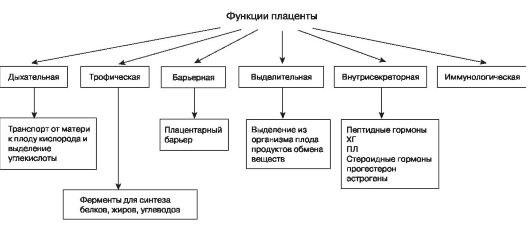 Функции плаценты
Дыхательная
Трофическая
Барьерная
Выделительная
Внутрисекреторная
Иммунологическая
Транспорт от матери
к плоду кислорода и
выделение
углекислоты
Плацентарный
барьер
Выделение из
организма плода
продуктов обмена
веществ
Пептидные гормоны
ХГ
ПЛ
Стероидные гормоны
прогестерон
эстрогены
Ферменты для синтеза
белков, жиров, углеводов